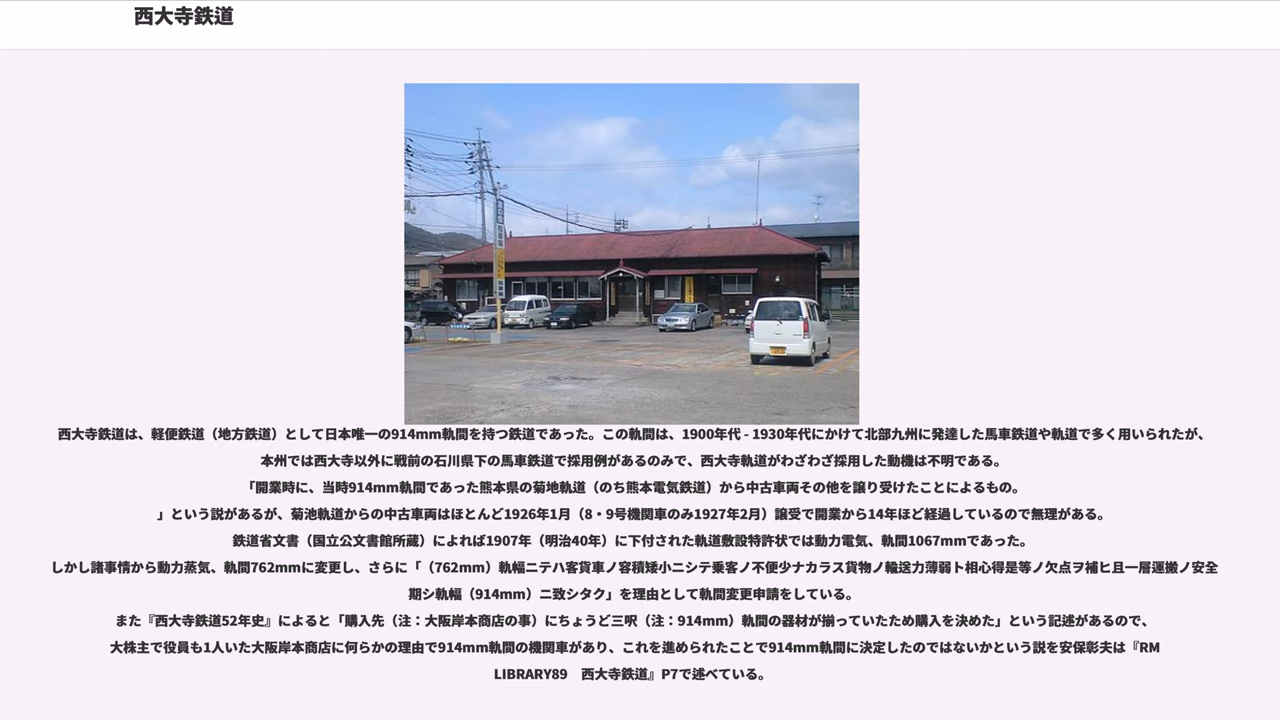 西大寺鉄道
西大寺鉄道は、軽便鉄道（地方鉄道）として日本唯一の914mm軌間を持つ鉄道であった。この軌間は、1900年代 - 1930年代にかけて北部九州に発達した馬車鉄道や軌道で多く用いられたが、
本州では西大寺以外に戦前の石川県下の馬車鉄道で採用例があるのみで、西大寺軌道がわざわざ採用した動機は不明である。
「開業時に、当時914mm軌間であった熊本県の菊地軌道（のち熊本電気鉄道）から中古車両その他を譲り受けたことによるもの。
」という説があるが、菊池軌道からの中古車両はほとんど1926年1月（8・9号機関車のみ1927年2月）譲受で開業から14年ほど経過しているので無理がある。
鉄道省文書（国立公文書館所蔵）によれば1907年（明治40年）に下付された軌道敷設特許状では動力電気、軌間1067mmであった。
しかし諸事情から動力蒸気、軌間762mmに変更し、さらに「（762mm）軌幅ニテハ客貨車ノ容積矮小ニシテ乗客ノ不便少ナカラス貨物ノ輸送力薄弱ト相心得是等ノ欠点ヲ補ヒ且一層運搬ノ安全
期シ軌幅（914mm）ニ致シタク」を理由として軌間変更申請をしている。
また『西大寺鉄道52年史』によると「購入先（注：大阪岸本商店の事）にちょうど三呎（注：914mm）軌間の器材が揃っていたため購入を決めた」という記述があるので、
大株主で役員も1人いた大阪岸本商店に何らかの理由で914mm軌間の機関車があり、これを進められたことで914mm軌間に決定したのではないかという説を安保彰夫は『RM
LIBRARY89　西大寺鉄道』P7で述べている。